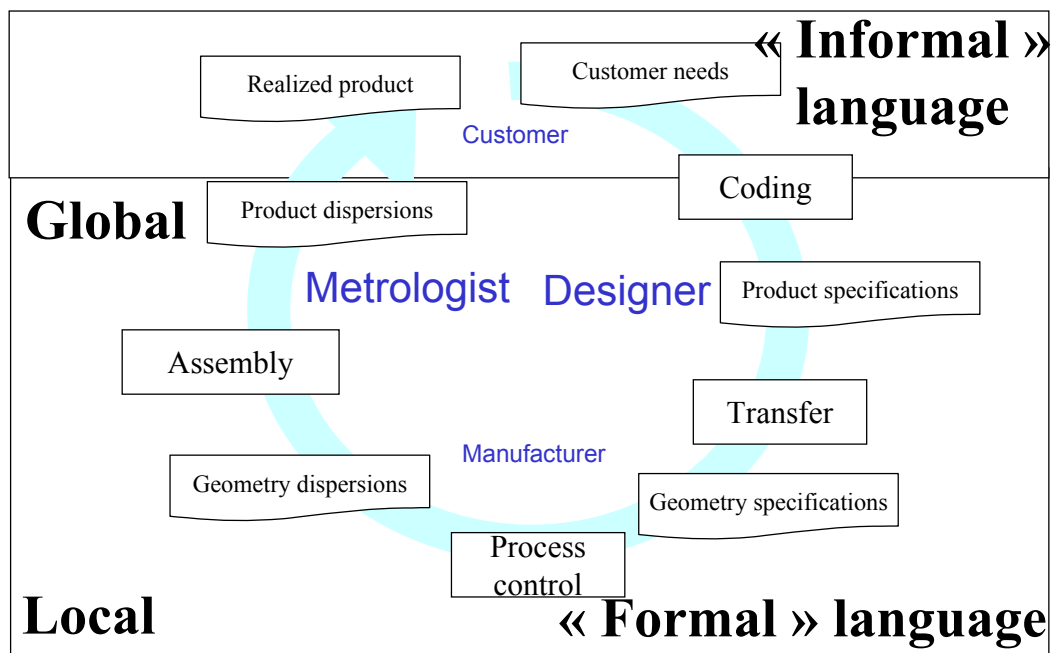 « Informal »
language
Customer needs
Realized product
Customer
Coding
Product dispersions
Global
Metrologist
Designer
Product specifications
Assembly
Transfer
Manufacturer
Geometry dispersions
Geometry specifications
Process
control
Local
« Formal » language